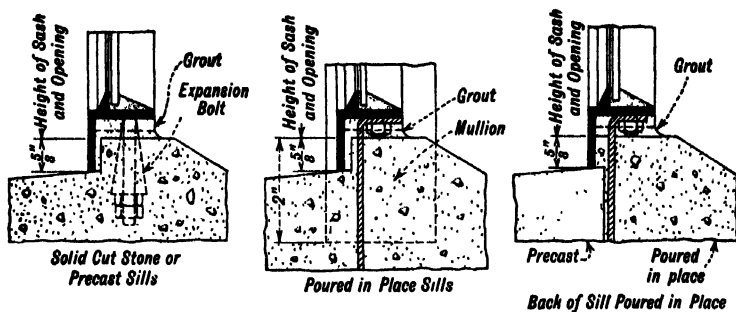 Height of Sash
and Opening
Grout
Expansion
Bolt
5"
8
Solid Cut Stone or
Precast Sills
Height of Sash
and Opening
Grout
Mullion
5"
8
2"
Poured in Place Sills
Height of Sash
and Opening
Grout
5"
8
Precast
Poured
in place
Back of Sill Poured in Place